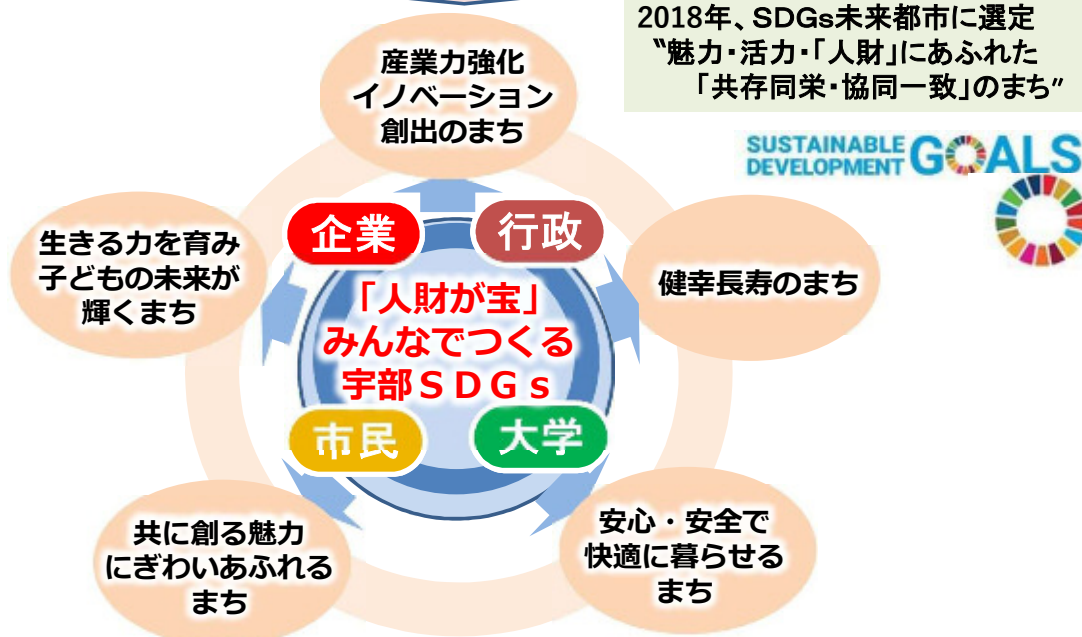 2018年、SDGs未来都市に選定
〝魅力・活力・「人財」にあふれた
「共存同栄・協同一致」のまち〟
SUSTAINABLE
DEVELOPMENT
GOALS
産業力強化
イノベーション
創出のまち
生きる力を育み
子どもの未来が
輝くまち
企業
行政
健幸長寿のまち
「人財が宝」
みんなでつくる
宇部ＳＤＧｓ
市民
大学
共に創る魅力
にぎわいあふれる
まち
安心・安全で
快適に暮らせる
まち